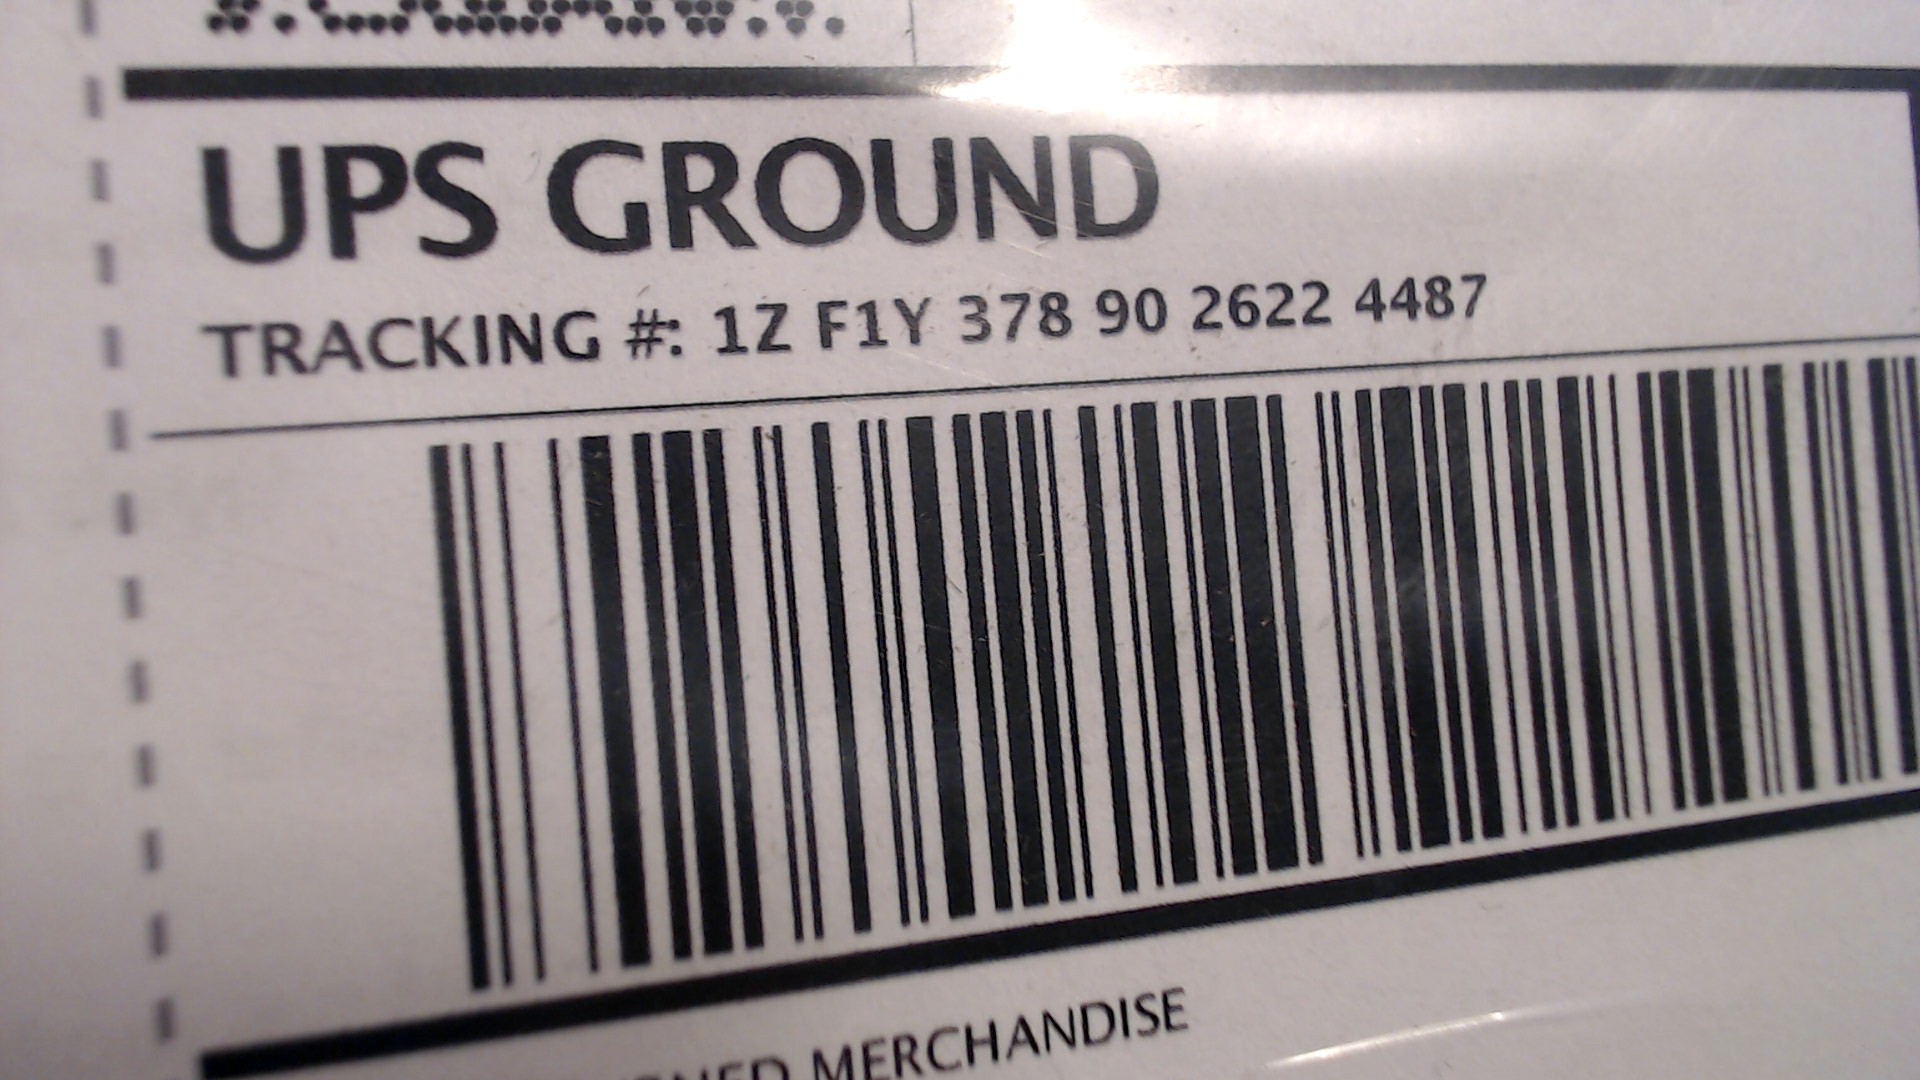 UPS GROUND
TRACKING #: 1Z F1Y 378 90 2622 4487
MERCHANDISE